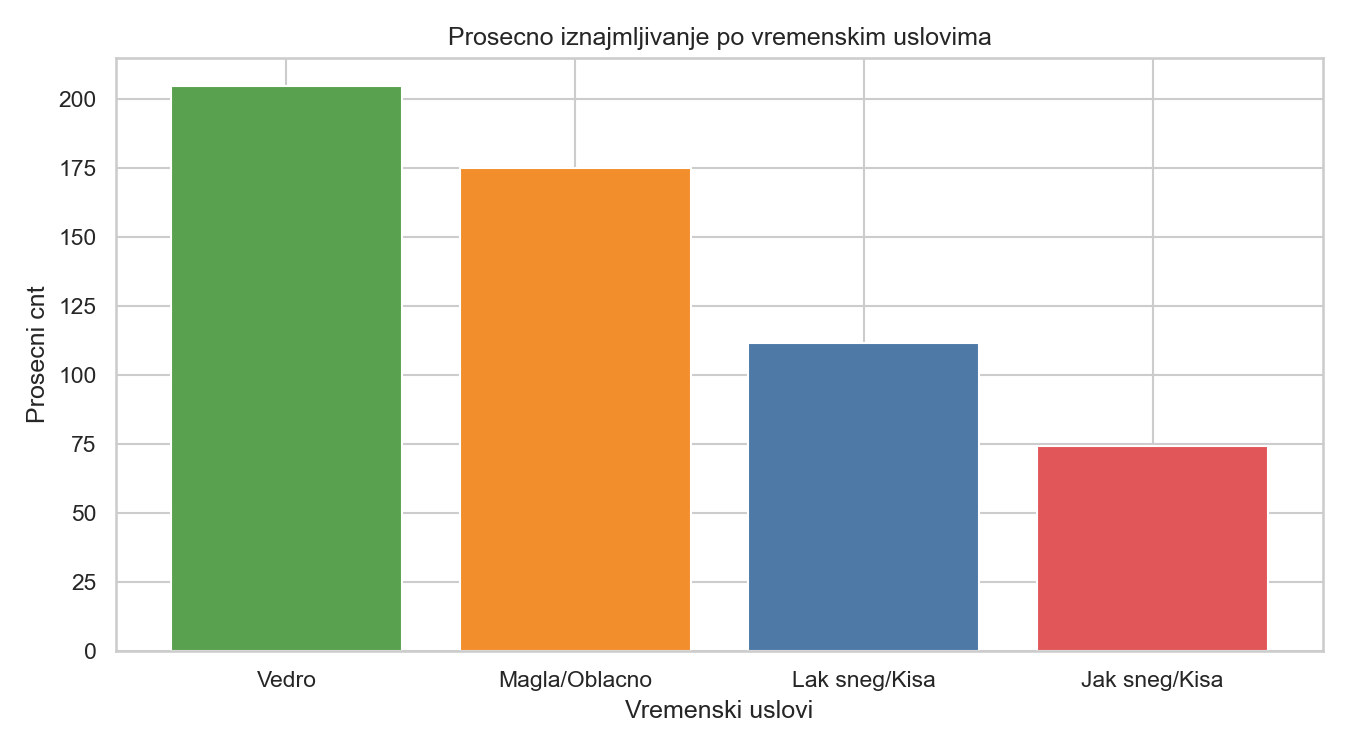 Prosecno iznajmljivanje po vremenskim uslovima
Prosecni cnt
200
175
150
125
100
75
50
25
0
Vedro
Magla/Oblacno
Lak sneg/Kisa
Jak sneg/Kisa
Vremenski uslovi